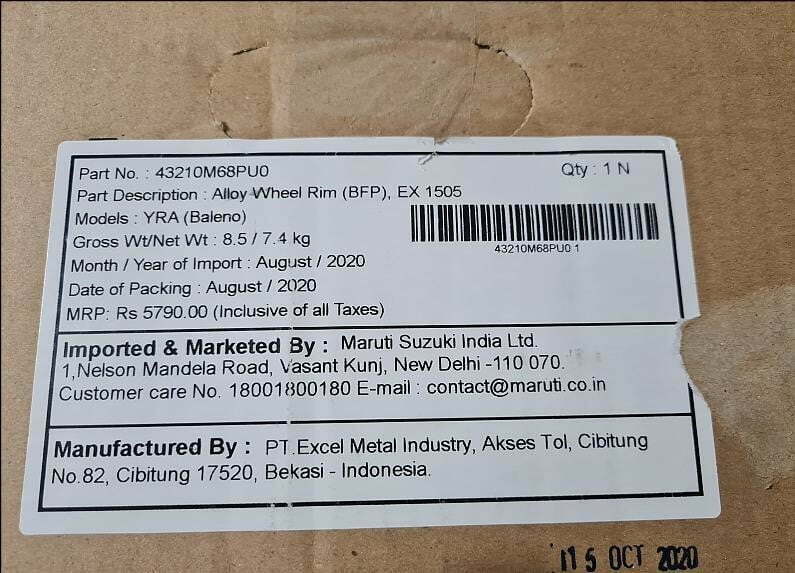 Part No. : 43210M68PU0
Qty : 1 N
Part Description : Alloy Wheel Rim (BFP), EX 1505
Models : YRA (Baleno)
Gross Wt/Net Wt : 8.5 / 7.4 kg
43210M68PU0 1
Month / Year of Import : August / 2020
Date of Packing : August / 2020
MRP: Rs 5790.00 (Inclusive of all Taxes)
Imported & Marketed By : Maruti Suzuki India Ltd.
1,Nelson Mandela Road, Vasant Kunj, New Delhi -110 070.
Customer care No. 18001800180 E-mail : contact@maruti.co.in
Manufactured By : PT.Excel Metal Industry, Akses Tol, Cibitung
No.82, Cibitung 17520, Bekasi - Indonesia.
15 OCT 2020